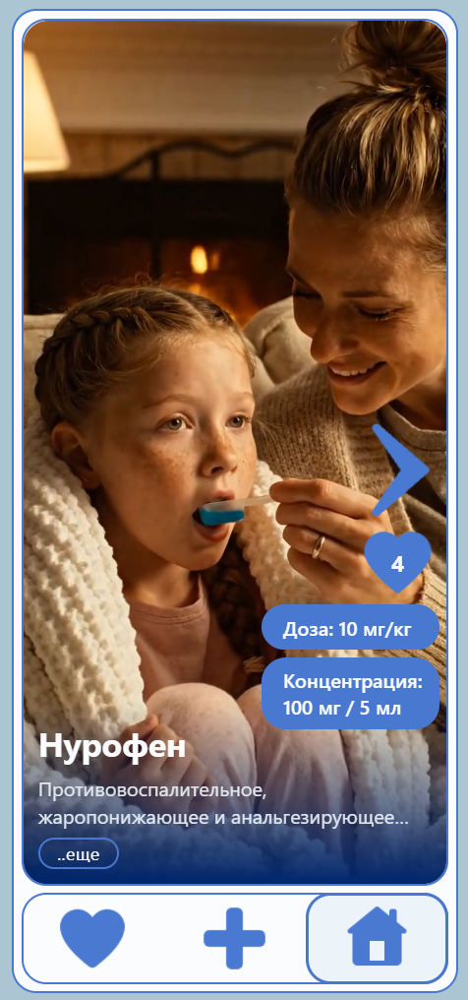 4
Доза: 10 мг/кг
Концентрация:
100 мг / 5 мл
Нурофен
Противовоспалительное,
жаропонижающее и анальгезирующее...
..еще